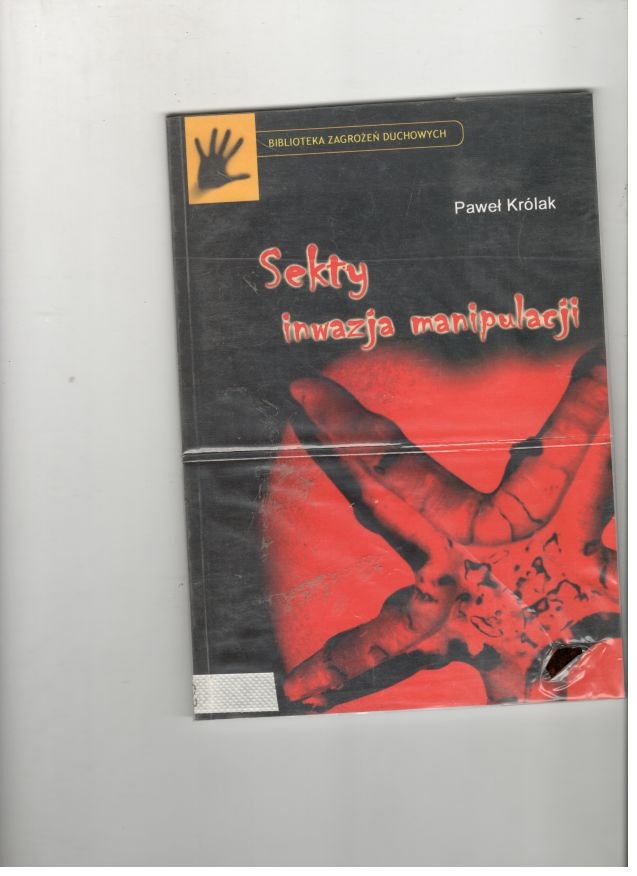 BIBLIOTEKA ZAGROŻEŃ DUCHOWYCH
Paweł Królak
Sekty
inwazja manipulacji